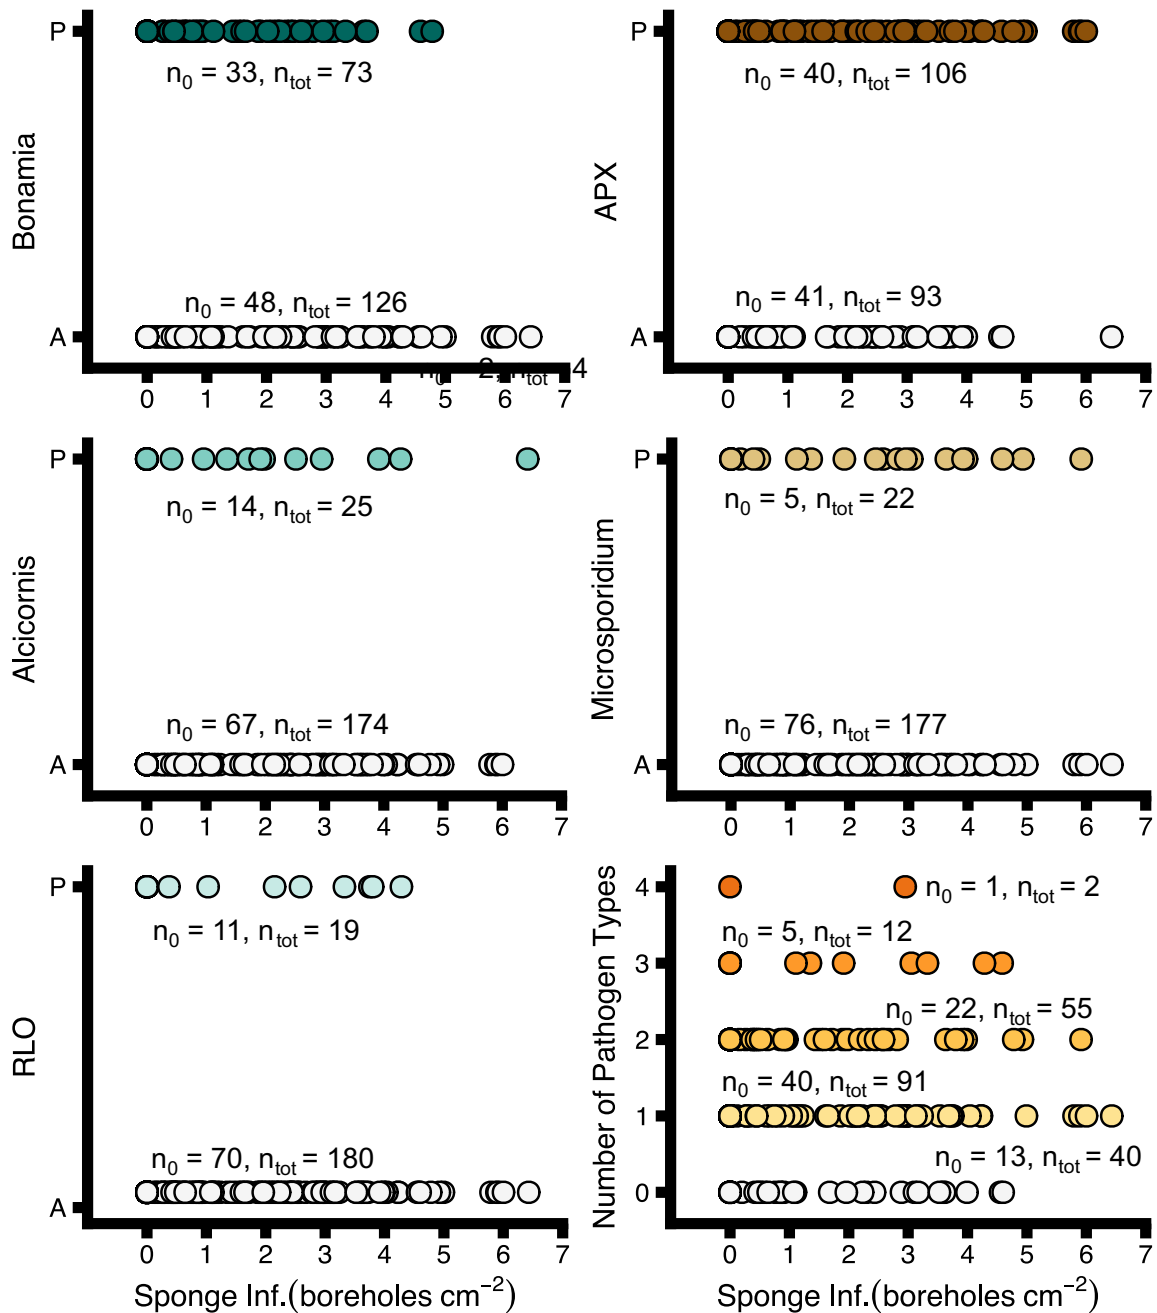 P
n0 = 33, ntot = 73
Bonamia
n0 = 48, ntot = 126
A
0 1 2 3 4 5 6 7
P
n0 = 40, ntot = 106
APX
n0 = 41, ntot = 93
A
0 1 2 3 4 5 6 7
P
n0 = 14, ntot = 25
Alcicornis
n0 = 67, ntot = 174
A
0 1 2 3 4 5 6 7
P
n0 = 5, ntot = 22
Microsporidium
n0 = 76, ntot = 177
A
0 1 2 3 4 5 6 7
P
n0 = 11, ntot = 19
RLO
n0 = 70, ntot = 180
A
0 1 2 3 4 5 6 7
Sponge Inf.(boreholes cm−2)
Number of Pathogen Types
4
n0 = 1, ntot = 2
n0 = 5, ntot = 12
3
n0 = 22, ntot = 55
2
n0 = 40, ntot = 91
1
n0 = 13, ntot = 40
0
0 1 2 3 4 5 6 7
Sponge Inf.(boreholes cm−2)